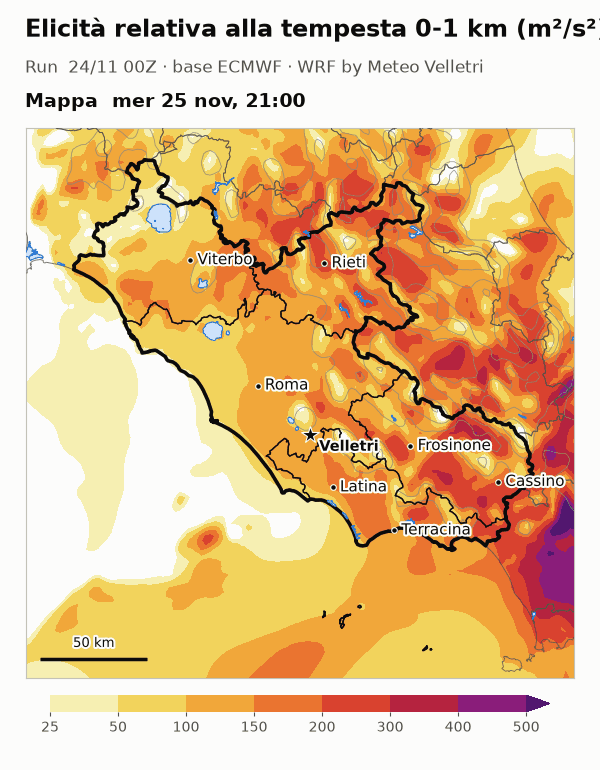 Elicità relativa alla tempesta 0-1 km (m²/s²)
Run 24/11 00Z · base ECMWF · WRF by Meteo Velletri
Mappa mer 25 nov, 21:00
Viterbo
Rieti
Roma
Velletri
Frosinone
Cassino
Latina
Terracina
50 km
25 50 100 150 200 300 400 500